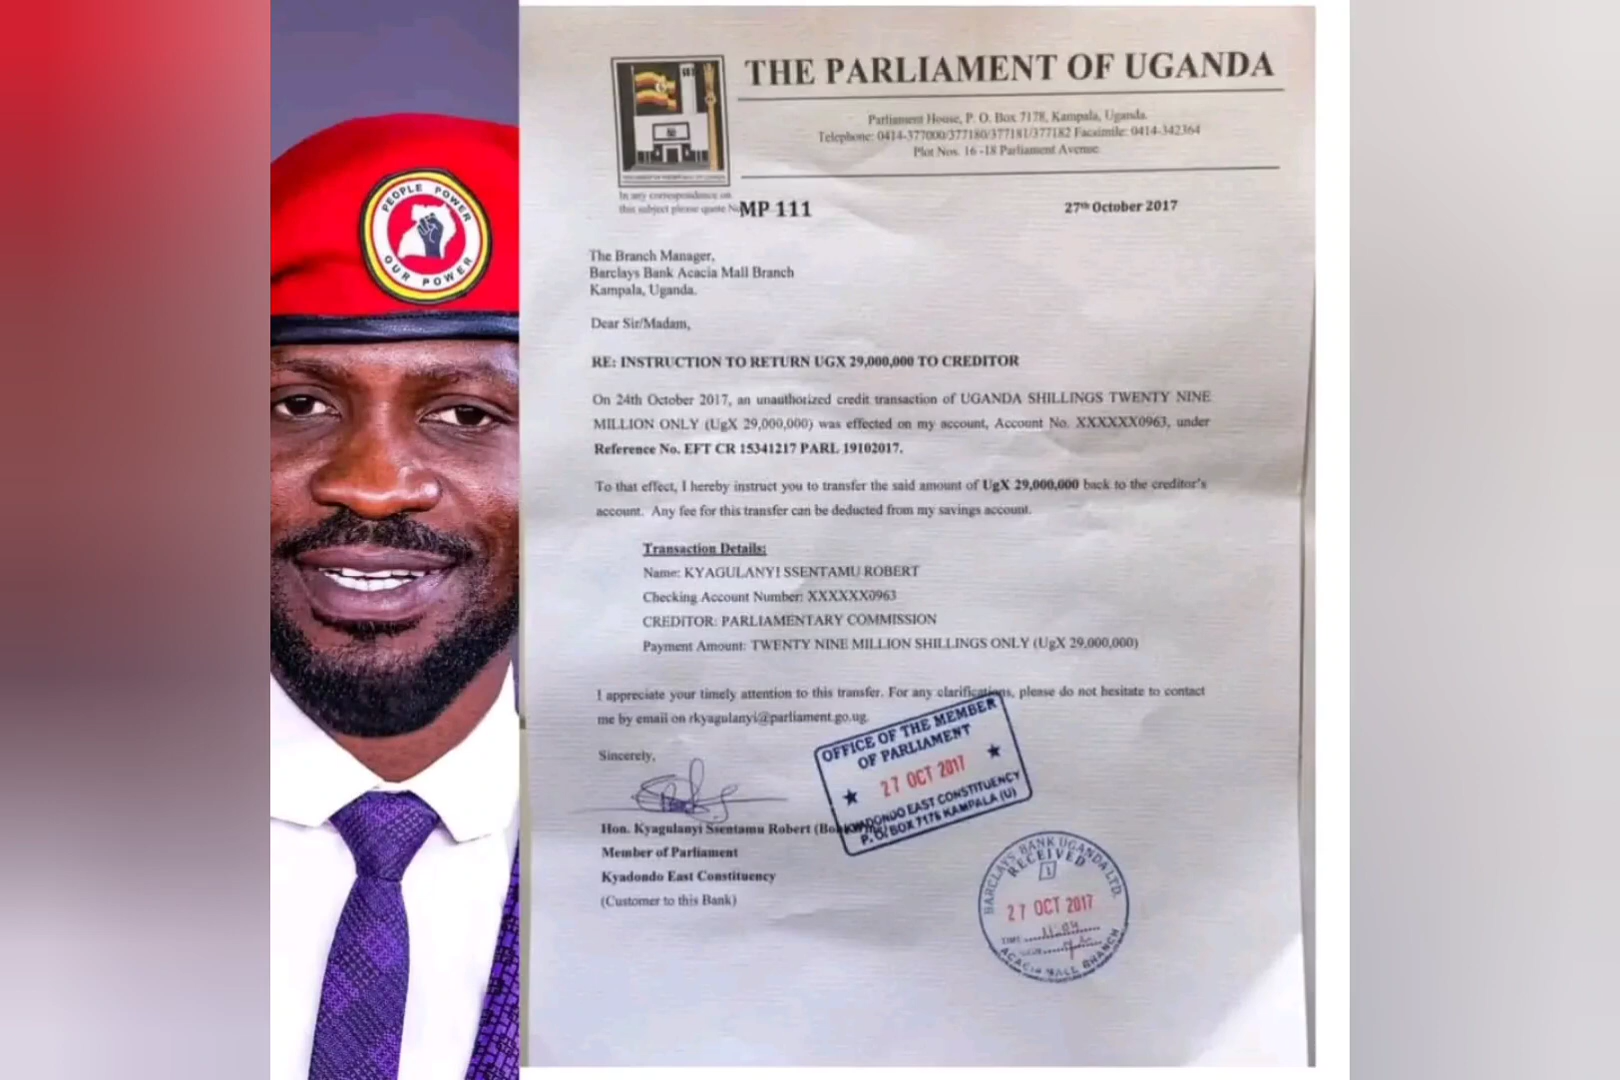 PEOPLE POWER
OUR POWER
THE PARLIAMENT OF UGANDA
Parliament House, P. O. Box 7178, Kampala, Uganda.
Telephone: 0414-377000/377180/377181/377182 Facsimile: 0414-342364
Plot Nos. 16 -18 Parliament Avenue.
In any correspondence on
this subject please quote No MP 111
27th October 2017
The Branch Manager,
Barclays Bank Acacia Mall Branch
Kampala, Uganda.
Dear Sir/Madam,
RE: INSTRUCTION TO RETURN UGX 29,000,000 TO CREDITOR
On 24th October 2017, an unauthorized credit transaction of UGANDA SHILLINGS TWENTY NINE
MILLION ONLY (UgX 29,000,000) was effected on my account, Account No. XXXXXX0963, under
Reference No. EFT CR 15341217 PARL 19102017.
To that effect, I hereby instruct you to transfer the said amount of UgX 29,000,000 back to the creditor's
account. Any fee for this transfer can be deducted from my savings account.
Transaction Details:
Name: KYAGULANYI SSENTAMU ROBERT
Checking Account Number: XXXXXX0963
CREDITOR: PARLIAMENTARY COMMISSION
Payment Amount: TWENTY NINE MILLION SHILLINGS ONLY (UgX 29,000,000)
I appreciate your timely attention to this transfer. For any clarifications, please do not hesitate to contact
me by email on rkyagulanyi@parliament.go.ug.
Sincerely,
OFFICE OF THE MEMBER
OF PARLIAMENT
27 OCT 2017
KYADONDO EAST CONSTITUENCY
P. O. BOX 7178 KAMPALA (U)
Hon. Kyagulanyi Ssentamu Robert
Member of Parliament
Kyadondo East Constituency
(Customer to this Bank)
BARCLAYS BANK UGANDA LTD.
RECEIVED
1
27 OCT 2017
TIME
ACACIA MALL BRANCH